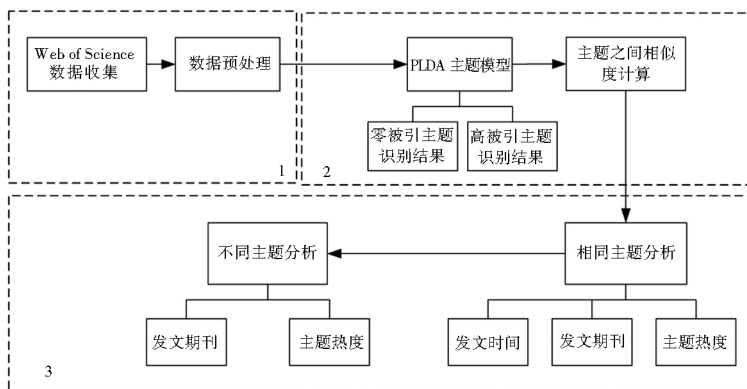 Web of Science
数据收集
数据预处理
1
PLDA 主题模型
主题之间相似
度计算
零被引主题
识别结果
高被引主题
识别结果
2
不同主题分析
相同主题分析
发文期刊
主题热度
发文时间
发文期刊
主题热度
3